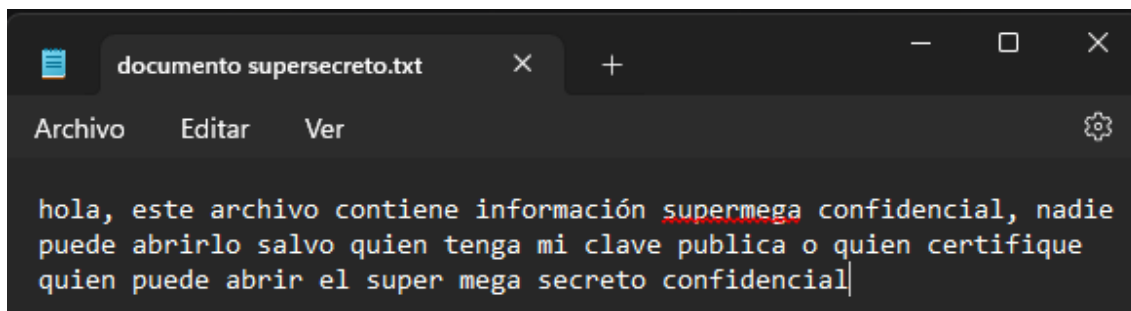 documento supersecreto.txt
Archivo Editar Ver
hola, este archivo contiene información supermega confidencial, nadie
puede abrirlo salvo quien tenga mi clave publica o quien certifique
quien puede abrir el super mega secreto confidencial